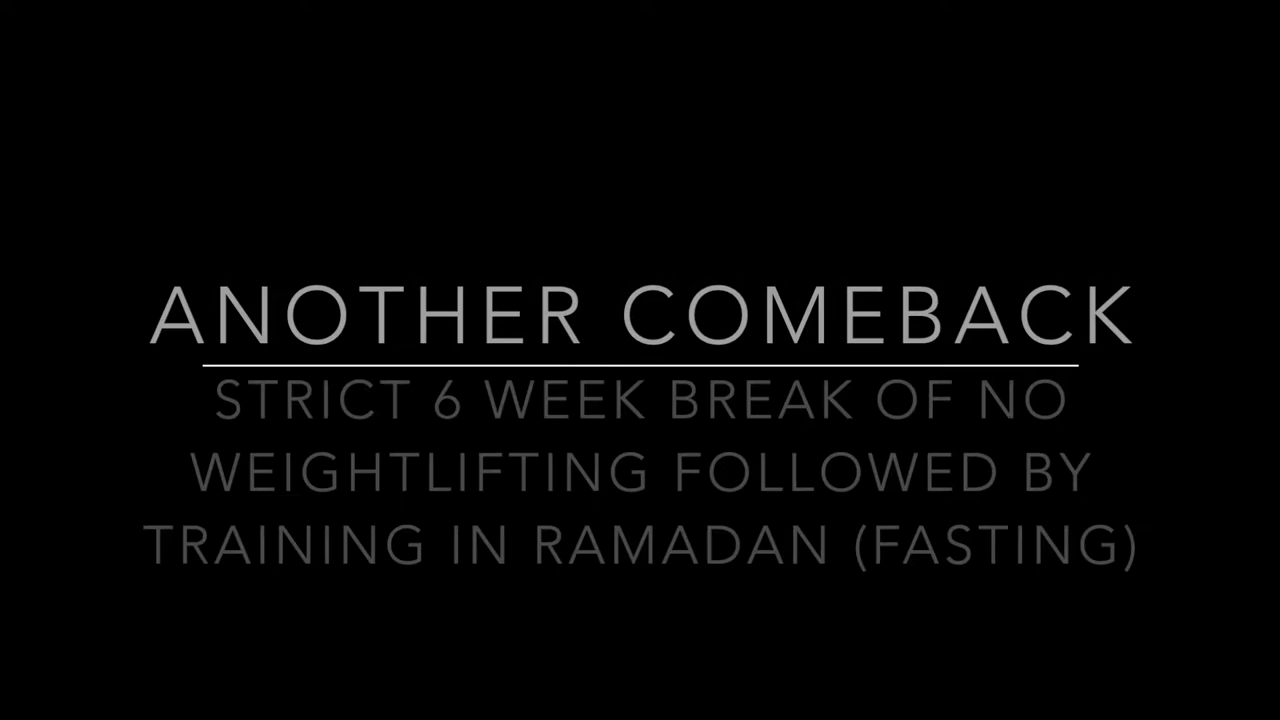 ANOTHER COMEBACK
STRICT 6 WEEK BREAK OF NO
WEIGHTLIFTING FOLLOWED BY
TRAINING IN RAMADAN (FASTING)